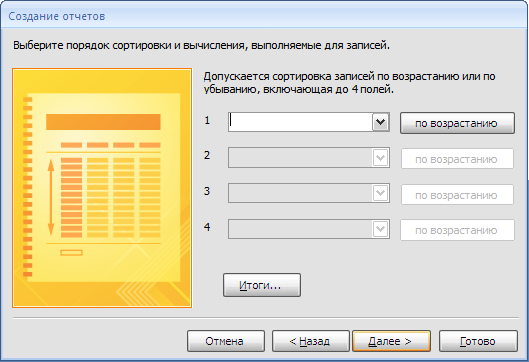 Создание отчетов
Выберите порядок сортировки и вычисления, выполняемые для записей.
Допускается сортировка записей по возрастанию или по
убыванию, включающая до 4 полей.
1 по возрастанию
2 по возрастанию
3 по возрастанию
4 по возрастанию
Итоги...
Отмена < Назад Далее > Готово